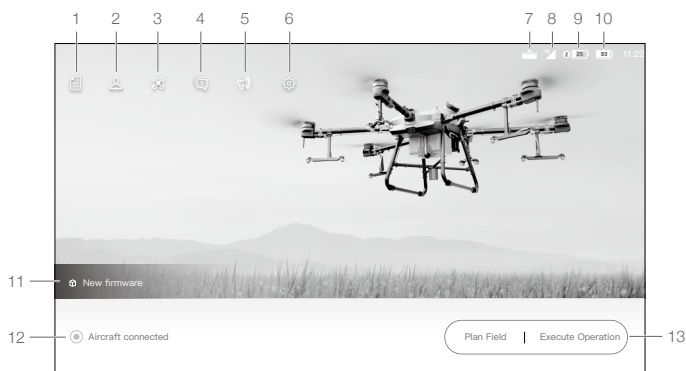 1 2 3 4 5 6 7 8 9 10
2 25 93 11:22
11 New firmware
12 Aircraft connected Plan Field Execute Operation 13